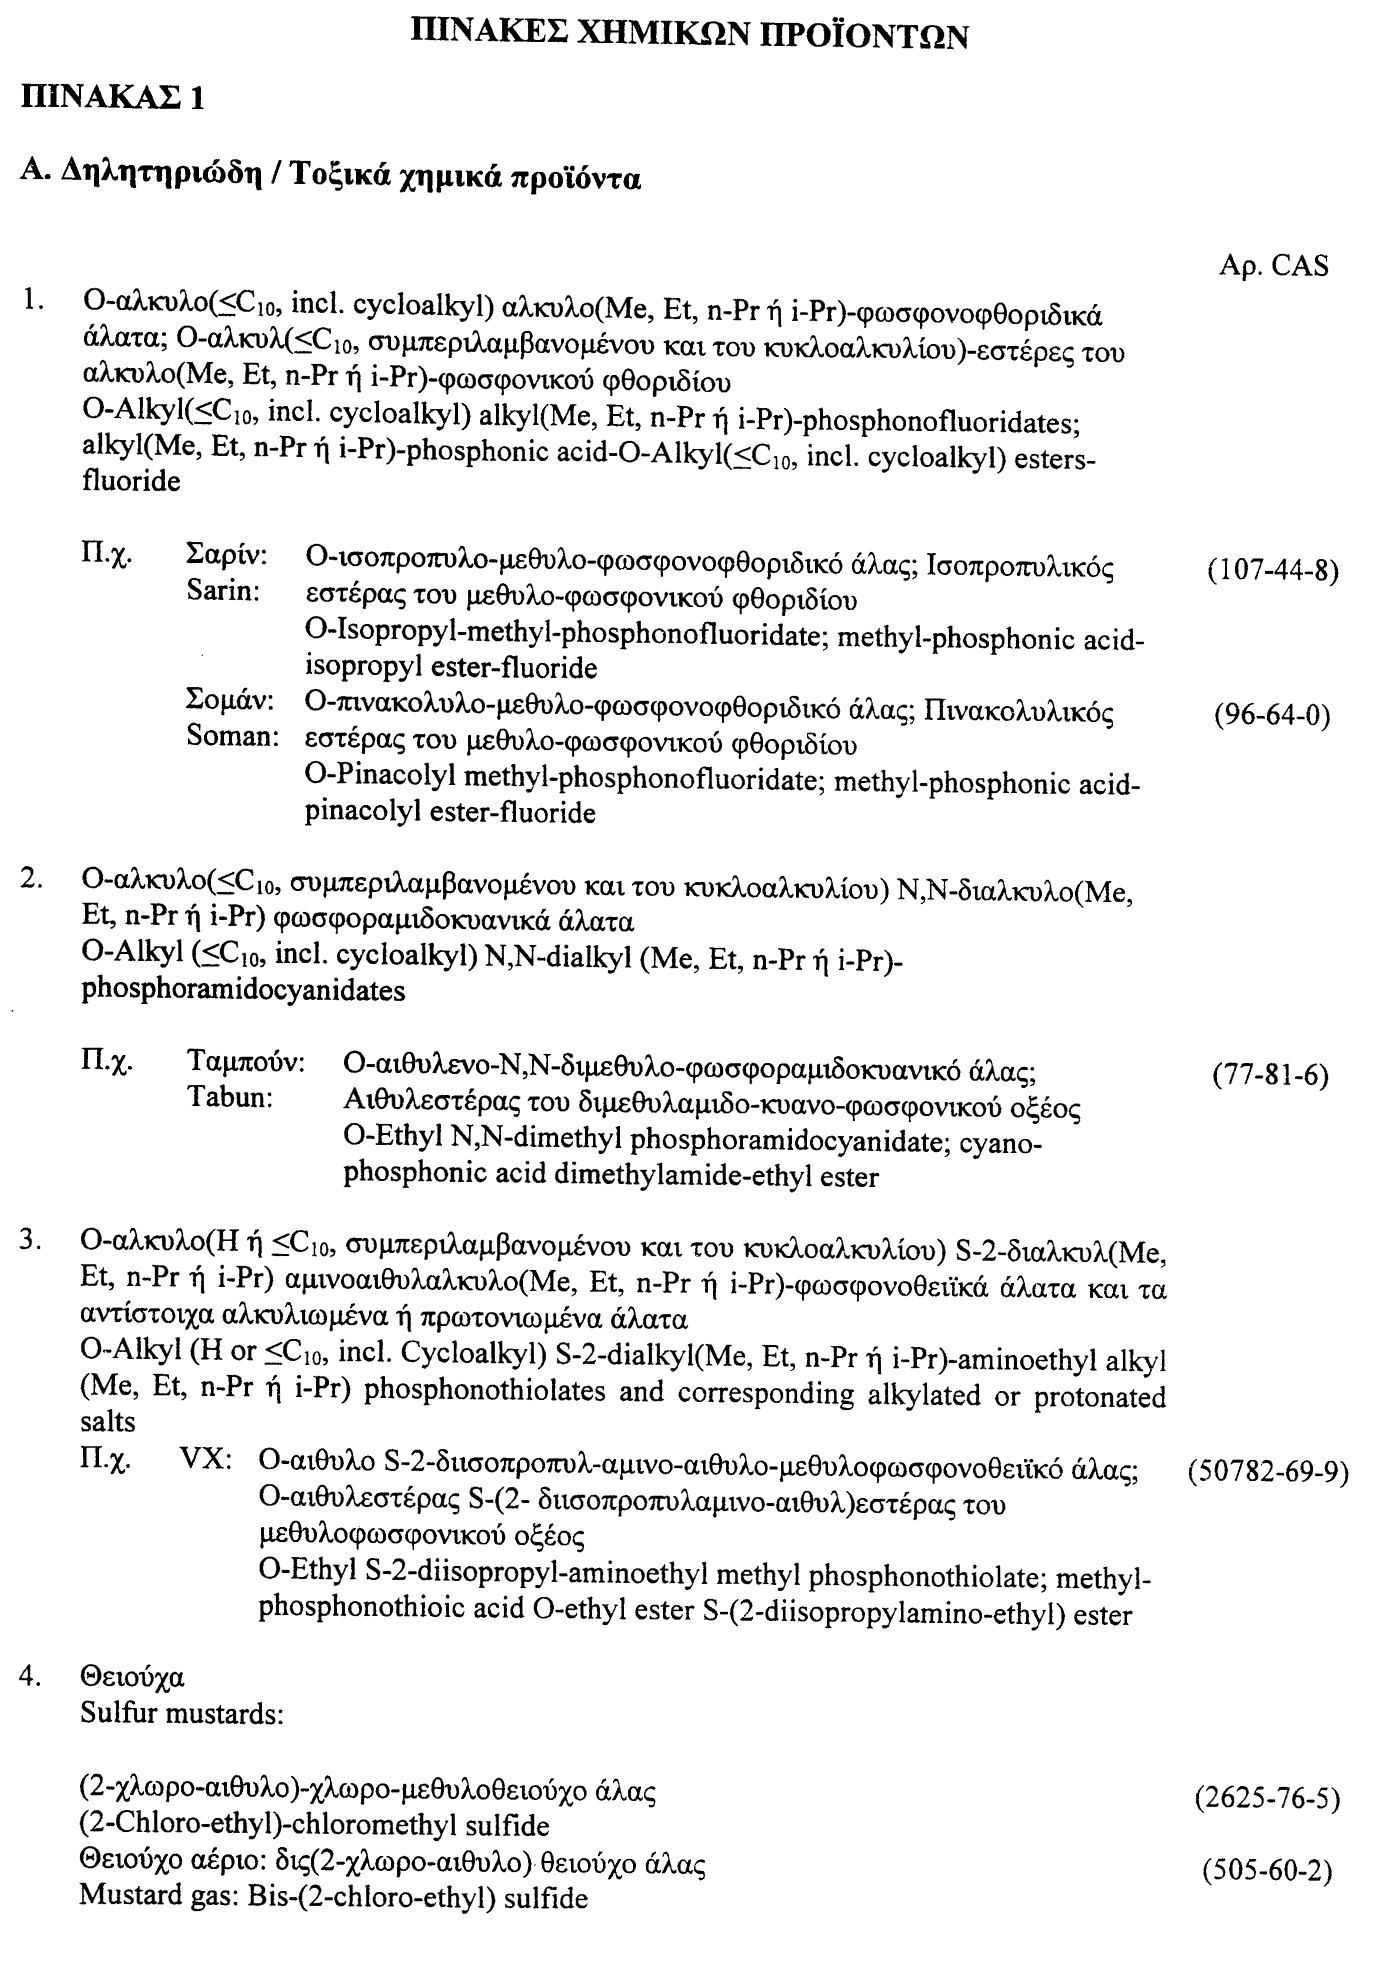 ΠΙΝΑΚΕΣ ΧΗΜΙΚΩΝ ΠΡΟΪΟΝΤΩΝ
ΠΙΝΑΚΑΣ 1
Α. Δηλητηριώδη / Τοξικά χημικά προϊόντα
Αρ. CAS
1. Ο-αλκυλο(≤C₁₀, incl. cycloalkyl) αλκυλο(Me, Et, n-Pr ή i-Pr)-φωσφονοφθοριδικά
άλατα; Ο-αλκυλ(≤C₁₀, συμπεριλαμβανομένου και του κυκλοαλκυλίου)-εστέρες του
αλκυλο(Me, Et, n-Pr ή i-Pr)-φωσφονικού φθοριδίου
O-Alkyl(≤C₁₀, incl. cycloalkyl) alkyl(Me, Et, n-Pr ή i-Pr)-phosphonofluoridates;
alkyl(Me, Et, n-Pr ή i-Pr)-phosphonic acid-O-Alkyl(≤C₁₀, incl. cycloalkyl) esters-
fluoride
Π.χ. Σαρίν: Ο-ισοπροπυλο-μεθυλο-φωσφονοφθοριδικό άλας; Ισοπροπυλικός (107-44-8)
Sarin: εστέρας του μεθυλο-φωσφονικού φθοριδίου
O-Isopropyl-methyl-phosphonofluoridate; methyl-phosphonic acid-
isopropyl ester-fluoride
Σομάν: Ο-πινακολυλο-μεθυλο-φωσφονοφθοριδικό άλας; Πινακολυλικός (96-64-0)
Soman: εστέρας του μεθυλο-φωσφονικού φθοριδίου
O-Pinacolyl methyl-phosphonofluoridate; methyl-phosphonic acid-
pinacolyl ester-fluoride
2. Ο-αλκυλο(≤C₁₀, συμπεριλαμβανομένου και του κυκλοαλκυλίου) N,N-διαλκυλο(Me,
Et, n-Pr ή i-Pr) φωσφοραμιδοκυανικά άλατα
O-Alkyl (≤C₁₀, incl. cycloalkyl) N,N-dialkyl (Me, Et, n-Pr ή i-Pr)-
phosphoramidocyanidates
Π.χ. Ταμπούν: Ο-αιθυλενο-N,N-διμεθυλο-φωσφοραμιδοκυανικό άλας; (77-81-6)
Tabun: Αιθυλεστέρας του διμεθυλαμιδο-κυανο-φωσφονικού οξέος
O-Ethyl N,N-dimethyl phosphoramidocyanidate; cyano-
phosphonic acid dimethylamide-ethyl ester
3. Ο-αλκυλο(H ή ≤C₁₀, συμπεριλαμβανομένου και του κυκλοαλκυλίου) S-2-διαλκυλ(Me,
Et, n-Pr ή i-Pr) αμινοαιθυλαλκυλο(Me, Et, n-Pr ή i-Pr)-φωσφονοθειϊκά άλατα και τα
αντίστοιχα αλκυλιωμένα ή πρωτονιωμένα άλατα
O-Alkyl (H or ≤C₁₀, incl. Cycloalkyl) S-2-dialkyl(Me, Et, n-Pr ή i-Pr)-aminoethyl alkyl
(Me, Et, n-Pr ή i-Pr) phosphonothiolates and corresponding alkylated or protonated
salts
Π.χ. VX: Ο-αιθυλο S-2-διισοπροπυλ-αμινο-αιθυλο-μεθυλοφωσφονοθειϊκό άλας; (50782-69-9)
Ο-αιθυλεστέρας S-(2- διισοπροπυλαμινο-αιθυλ)εστέρας του
μεθυλοφωσφονικού οξέος
O-Ethyl S-2-diisopropyl-aminoethyl methyl phosphonothiolate; methyl-
phosphonothioic acid O-ethyl ester S-(2-diisopropylamino-ethyl) ester
4. Θειούχα
Sulfur mustards:
(2-χλωρο-αιθυλο)-χλωρο-μεθυλοθειούχο άλας (2625-76-5)
(2-Chloro-ethyl)-chloromethyl sulfide
Θειούχο αέριο: δις(2-χλωρο-αιθυλο) θειούχο άλας (505-60-2)
Mustard gas: Bis-(2-chloro-ethyl) sulfide